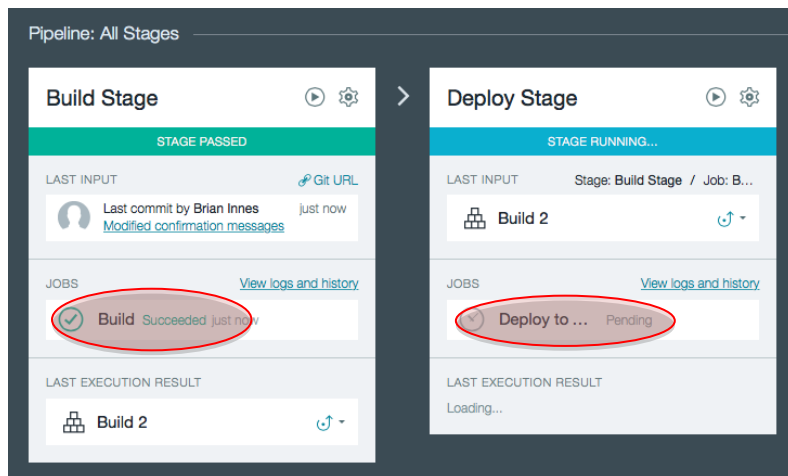 Pipeline: All Stages
Build Stage
STAGE PASSED
LAST INPUT Git URL
Last commit by Brian Innes just now
Modified confirmation messages
JOBS View logs and history
Build Succeeded just now
LAST EXECUTION RESULT
Build 2
Deploy Stage
STAGE RUNNING...
LAST INPUT Stage: Build Stage / Job: B...
Build 2
JOBS View logs and history
Deploy to ... Pending
LAST EXECUTION RESULT
Loading...